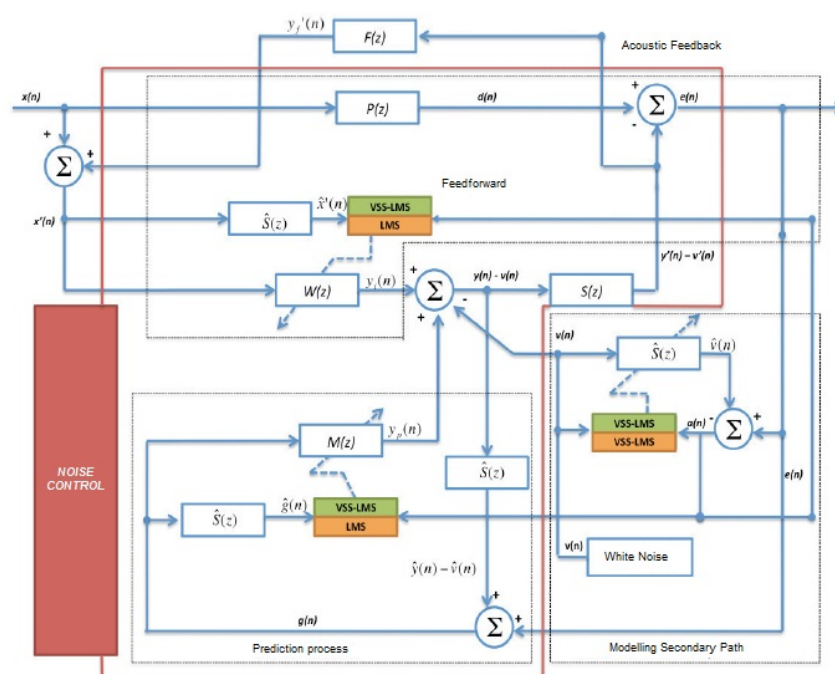 y_f'(n)
F(z)
Acoustic Feedback
x(n)
P(z)
d(n)
+
-
Σ
e(n)
+
Σ
+
Feedforward
x'(n)
Ŝ(z)
x̂'(n)
VSS-LMS
LMS
y'(n) – v'(n)
W(z)
y_i(n)
+
Σ
-
+
y(n) - v(n)
S(z)
v(n)
Ŝ(z)
v̂(n)
VSS-LMS
VSS-LMS
a(n)
-
Σ
+
M(z)
y_p(n)
Ŝ(z)
e(n)
NOISE
CONTROL
Ŝ(z)
ĝ(n)
VSS-LMS
LMS
v(n)
White Noise
ŷ(n) – v̂(n)
+
g(n)
Σ
+
Prediction process
Modelling Secondary Path